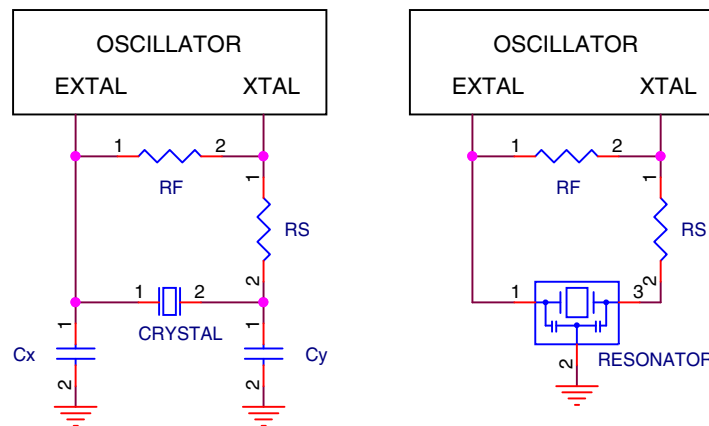 OSCILLATOR
EXTAL XTAL
1 2
RF
1
RS
2
1 2
CRYSTAL
1
Cx
2
1
Cy
2
OSCILLATOR
EXTAL XTAL
1 2
RF
1
RS
2
1 3
2
RESONATOR